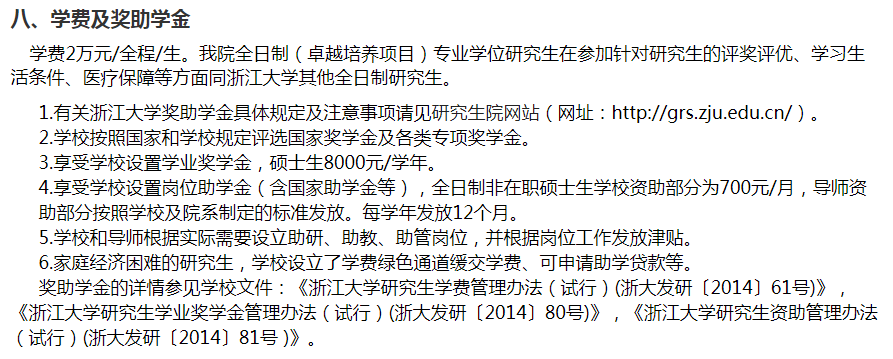 八、学费及奖助学金
学费2万元/全程/生。我院全日制（卓越培养项目）专业学位研究生在参加针对研究生的评奖评优、学习生
活条件、医疗保障等方面同浙江大学其他全日制研究生。
1.有关浙江大学奖助学金具体规定及注意事项请见研究生院网站（网址：http://grs.zju.edu.cn/）。
2.学校按照国家和学校规定评选国家奖学金及各类专项奖学金。
3.享受学校设置学业奖学金，硕士生8000元/学年。
4.享受学校设置岗位助学金（含国家助学金等），全日制非在职硕士生学校资助部分为700元/月，导师资
助部分按照学校及院系制定的标准发放。每学年发放12个月。
5.学校和导师根据实际需要设立助研、助教、助管岗位，并根据岗位工作发放津贴。
6.家庭经济困难的研究生，学校设立了学费绿色通道缓交学费、可申请助学贷款等。
奖助学金的详情参见学校文件：《浙江大学研究生学费管理办法（试行）(浙大发研〔2014〕61号)》，
《浙江大学研究生学业奖学金管理办法（试行）(浙大发研〔2014〕80号)》，《浙江大学研究生资助管理办法
（试行）(浙大发研〔2014〕81号 )》。